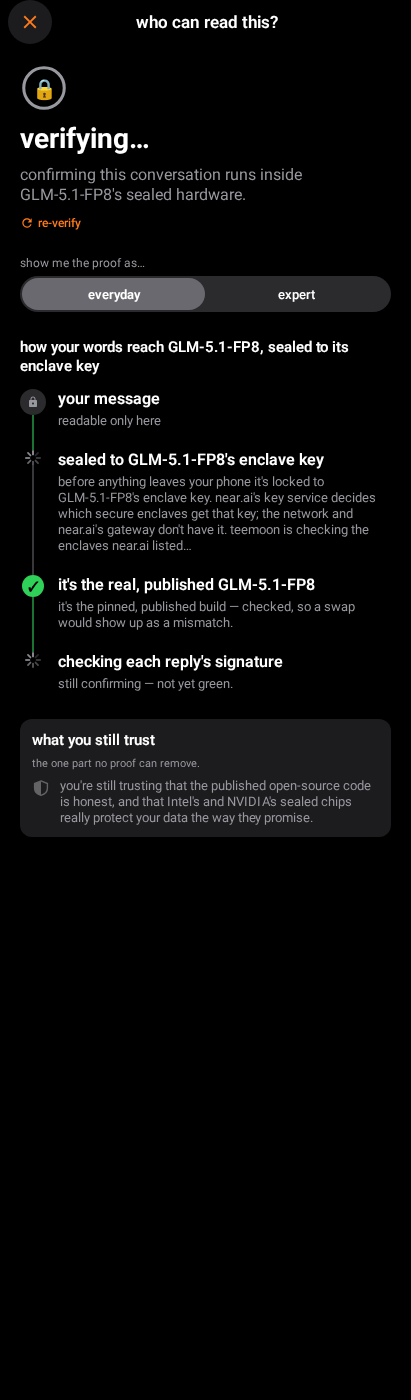 who can read this?
verifying…
confirming this conversation runs inside
GLM-5.1-FP8's sealed hardware.
re-verify
show me the proof as…
everyday
expert
how your words reach GLM-5.1-FP8, sealed to its
enclave key
your message
readable only here
sealed to GLM-5.1-FP8's enclave key
before anything leaves your phone it's locked to
GLM-5.1-FP8's enclave key. near.ai's key service decides
which secure enclaves get that key; the network and
near.ai's gateway don't have it. teemoon is checking the
enclaves near.ai listed…
it's the real, published GLM-5.1-FP8
it's the pinned, published build — checked, so a swap
would show up as a mismatch.
checking each reply's signature
still confirming — not yet green.
what you still trust
the one part no proof can remove.
you're still trusting that the published open-source code
is honest, and that Intel's and NVIDIA's sealed chips
really protect your data the way they promise.